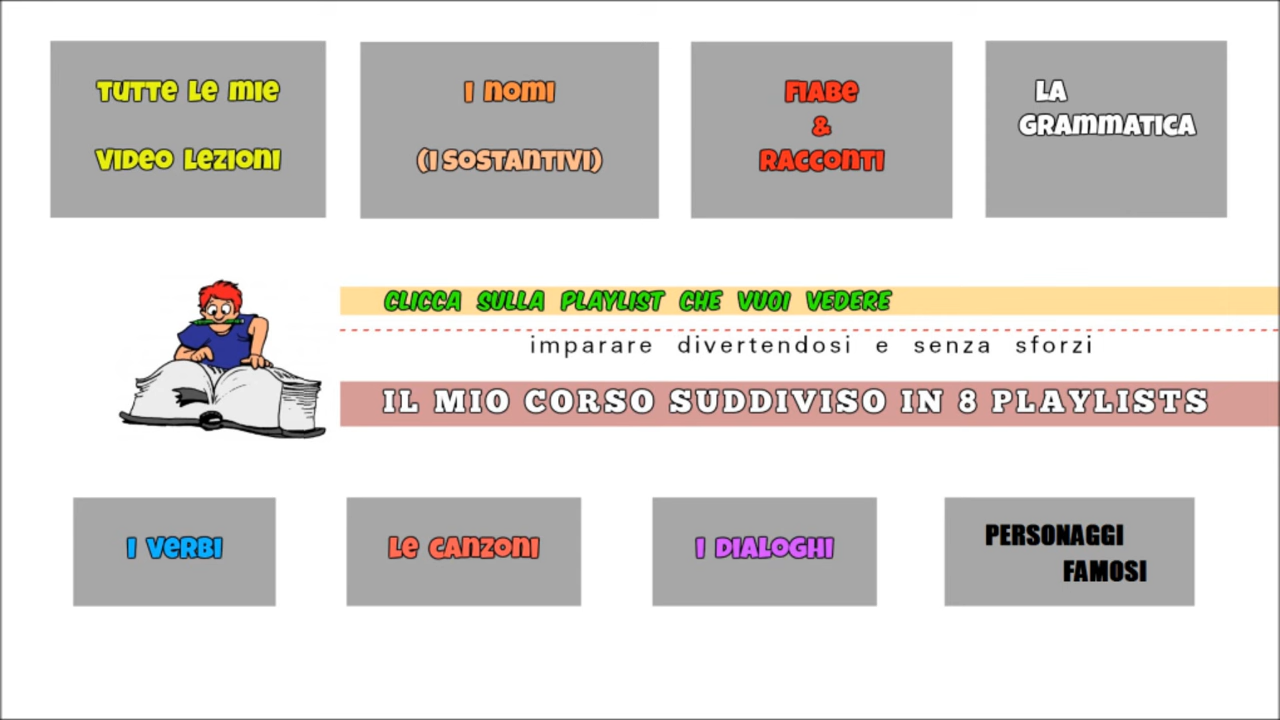 TUTTE LE MIE
VIDEO LEZIONI
I NOMI
(I SOSTANTIVI)
FIABE
&
RACCONTI
LA
GRAMMATICA
CLICCA SULLA PLAYLIST CHE VUOI VEDERE
imparare divertendosi e senza sforzi
IL MIO CORSO SUDDIVISO IN 8 PLAYLISTS
I VERBI
LE CANZONI
I DIALOGHI
PERSONAGGI
FAMOSI